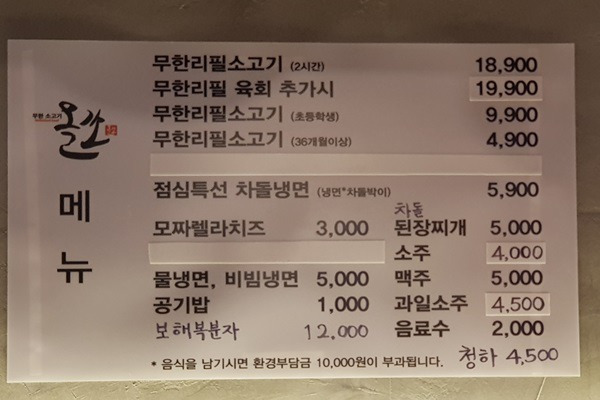 무한 소고기
올소
메뉴
무한리필소고기 (2시간) 18,900
무한리필 육회 추가시 19,900
무한리필소고기 (초등학생) 9,900
무한리필소고기 (36개월이상) 4,900
점심특선 차돌냉면 (냉면*차돌박이) 5,900
모짜렐라치즈 3,000
물냉면, 비빔냉면 5,000
공기밥 1,000
보해복분자 12,000
차돌
된장찌개 5,000
소주 4,000
맥주 5,000
과일소주 4,500
음료수 2,000
청하 4,500
* 음식을 남기시면 환경부담금 10,000원이 부과됩니다.